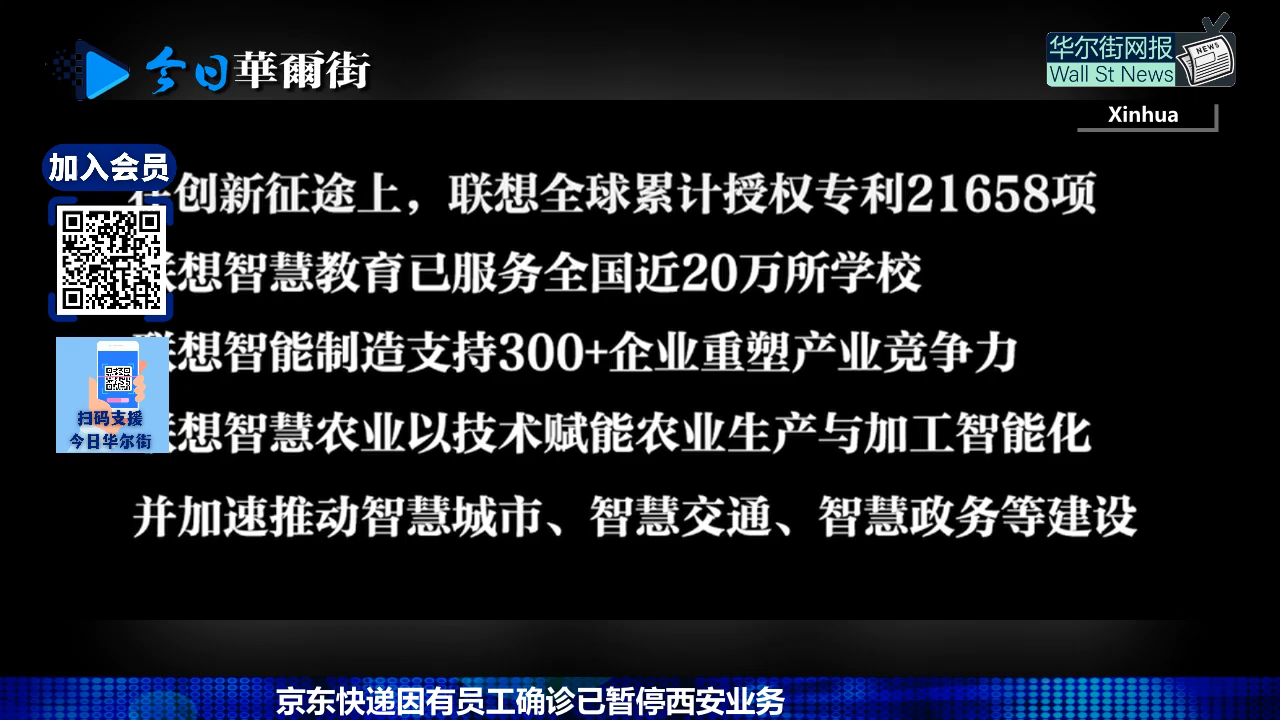 今日華爾街
华尔街网报
Wall St News
NEWS
Xinhua
加入会员
创新征途上，联想全球累计授权专利21658项
想智慧教育已服务全国近20万所学校
想智能制造支持300+企业重塑产业竞争力
想智慧农业以技术赋能农业生产与加工智能化
并加速推动智慧城市、智慧交通、智慧政务等建设
扫码支援
今日华尔街
京东快递因有员工确诊已暂停西安业务